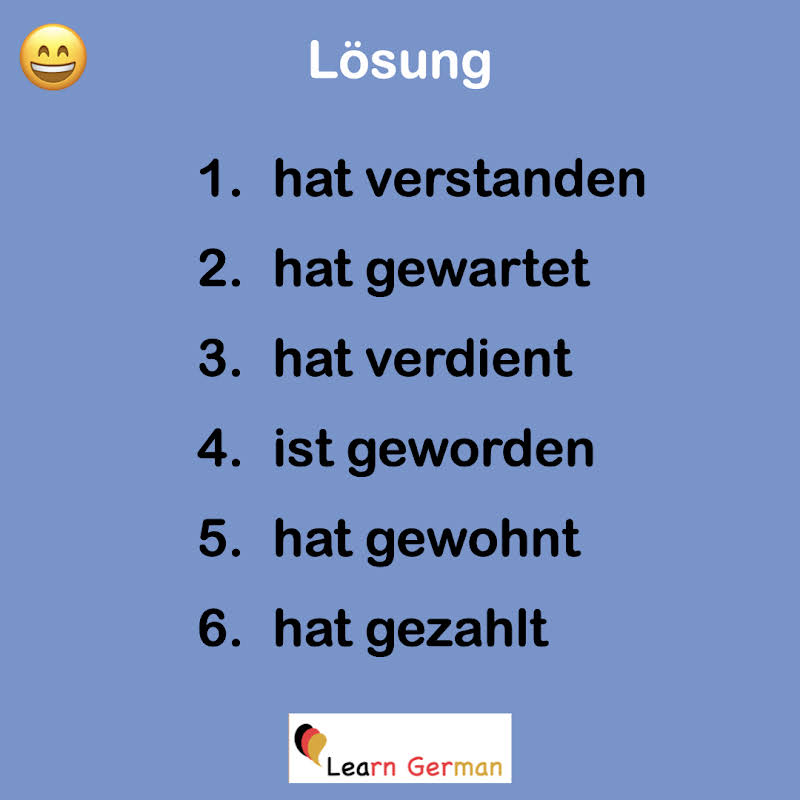 Lösung
1. hat verstanden
2. hat gewartet
3. hat verdient
4. ist geworden
5. hat gewohnt
6. hat gezahlt
Learn German